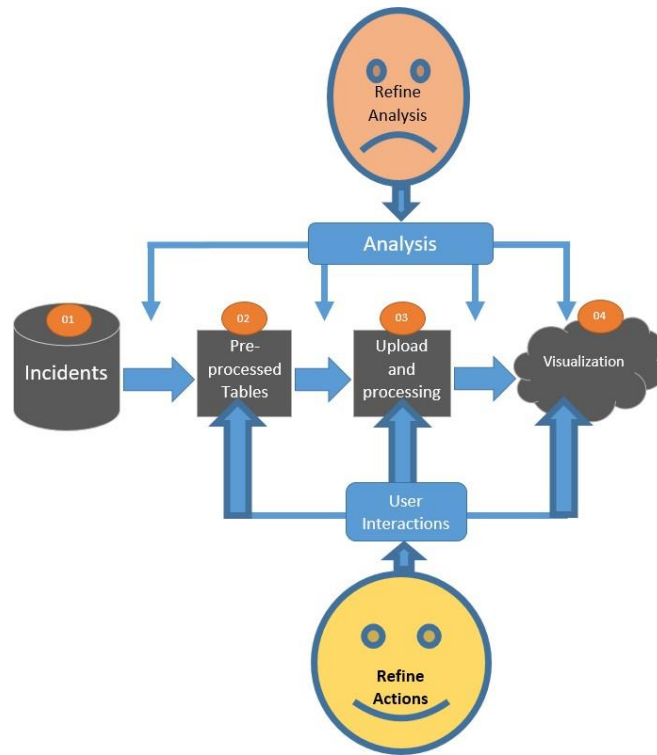 Refine
Analysis
Analysis
01
Incidents
02
Pre-
processed
Tables
03
Upload
and
processing
04
Visualization
User
Interactions
Refine
Actions